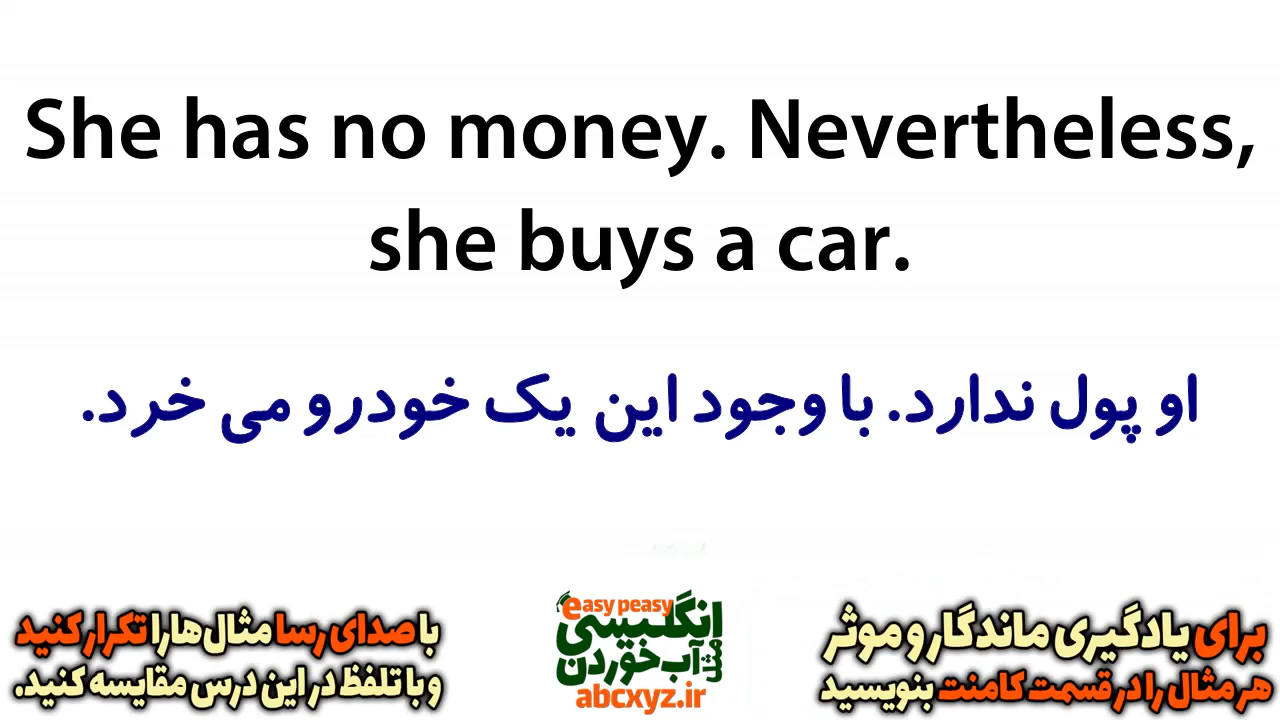 She has no money. Nevertheless,
she buys a car.
او پول ندارد. با وجود این یک خودرو می خرد.
برای یادگیری ماندگار و موثر
هر مثال را در قسمت کامنت بنویسید
easy peasy
انگلیسی
مثل آب خوردن
abcxyz.ir
با صدای رسا مثال‌ها را تکرار کنید
و با تلفظ در این درس مقایسه کنید.